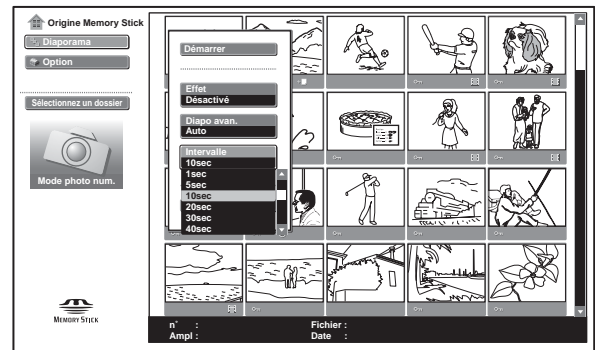 Origine Memory Stick
Diaporama
Option
Sélectionnez un dossier
Mode photo num.
MEMORY STICK
Démarrer
Effet
Désactivé
Diapo avan.
Auto
Intervalle
10sec
1sec
5sec
10sec
20sec
30sec
40sec
n° :
Fichier :
Ampl :
Date :